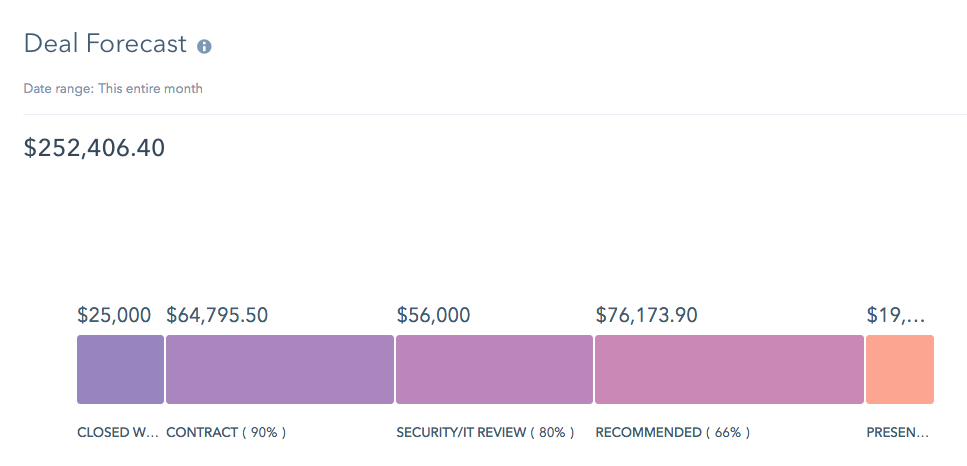 Deal Forecast
Date range: This entire month
$252,406.40
$25,000 $64,795.50 $56,000 $76,173.90 $19,...
CLOSED W... CONTRACT ( 90% ) SECURITY/IT REVIEW ( 80% ) RECOMMENDED ( 66% ) PRESEN...